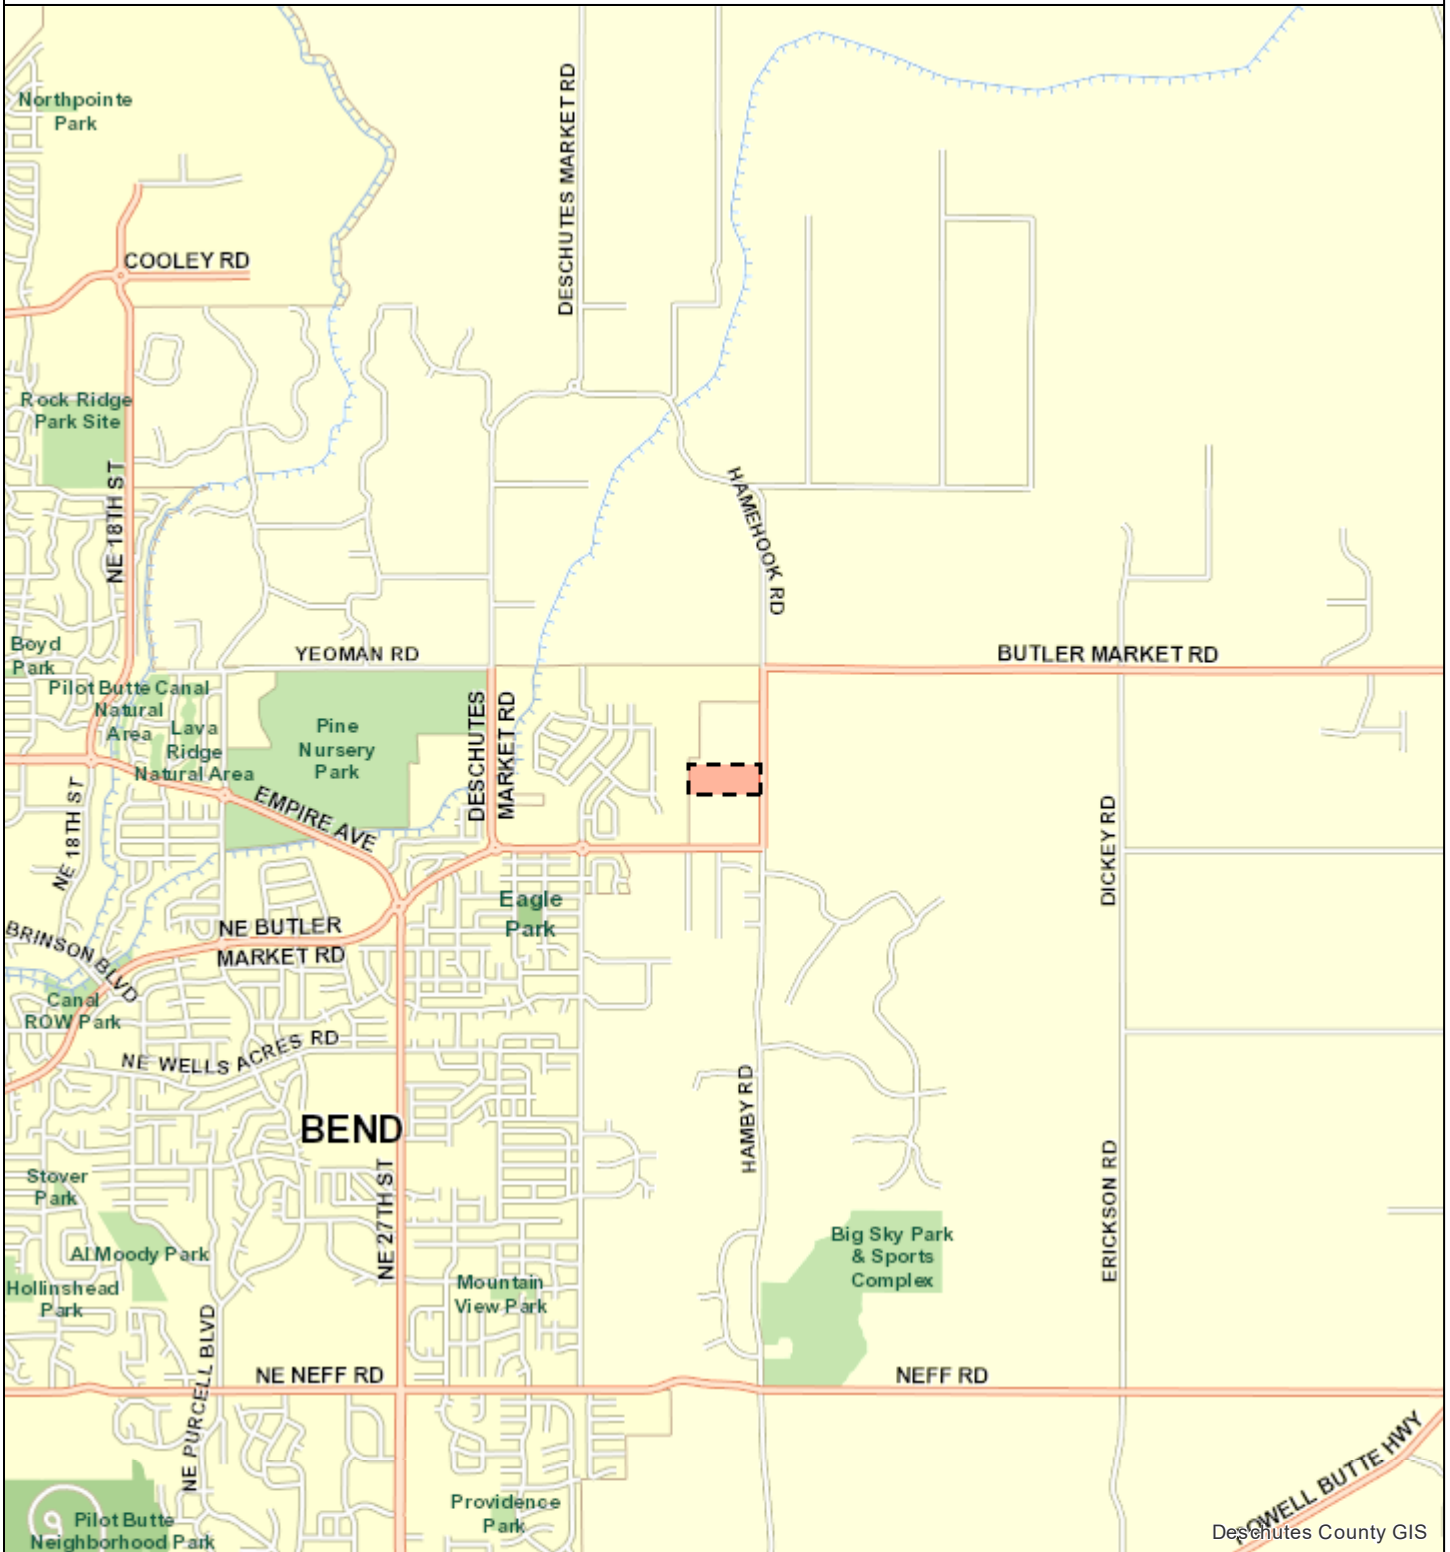 Northpointe
Park
DESCHUTES MARKET RD
COOLEY RD
Rock Ridge
Park Site
NE 18TH ST
HAMEHOOK RD
Boyd
Park
YEOMAN RD
BUTLER MARKET RD
Pilot Butte Canal
Natural
Area
Lava
Ridge
Natural Area
Pine
Nursery
Park
DESCHUTES
MARKET RD
NE 18TH ST
EMPIRE AVE
DICKEY RD
Eagle
Park
BRINSON BLVD
NE BUTLER
MARKET RD
Canal
ROW Park
NE WELLS ACRES RD
HAMBY RD
BEND
Stover
Park
NE 27TH ST
ERICKSON RD
Al Moody Park
Big Sky Park
& Sports
Complex
Hollinshead
Park
Mountain
View Park
NE PURCELL BLVD
NE NEFF RD
NEFF RD
POWELL BUTTE HWY
Providence
Park
Pilot Butte
Neighborhood Park
Deschutes County GIS